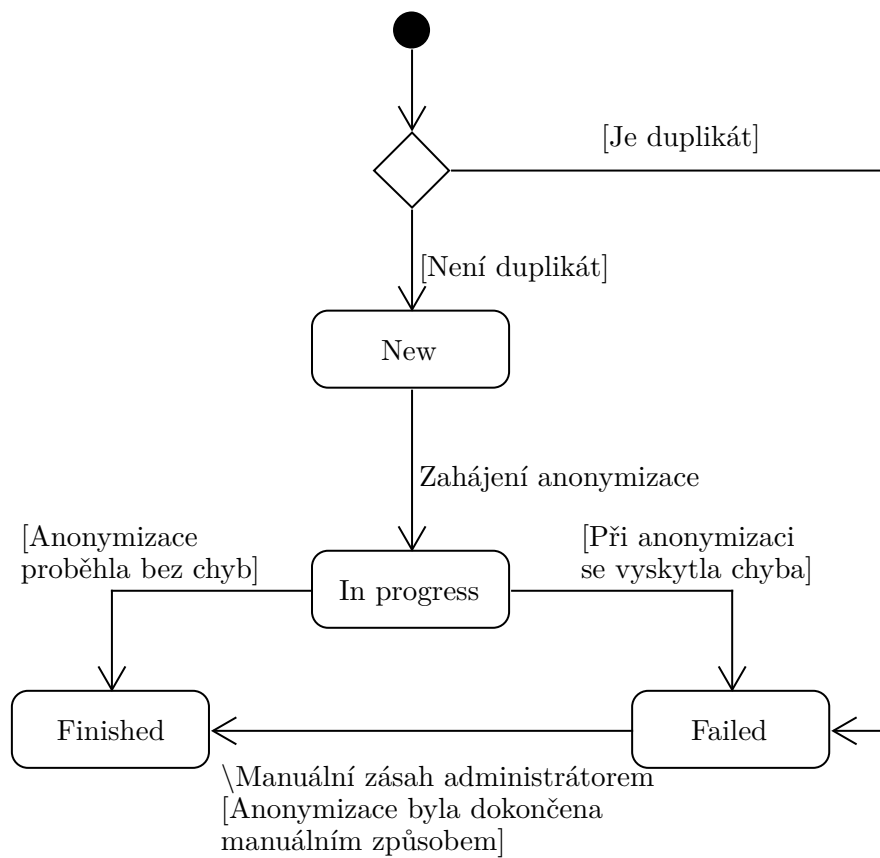 [Je duplikát]
[Není duplikát]
New
Zahájení anonymizace
[Anonymizace
proběhla bez chyb]
[Při anonymizaci
se vyskytla chyba]
In progress
Finished
Failed
\Manuální zásah administrátorem
[Anonymizace byla dokončena
manuálním způsobem]